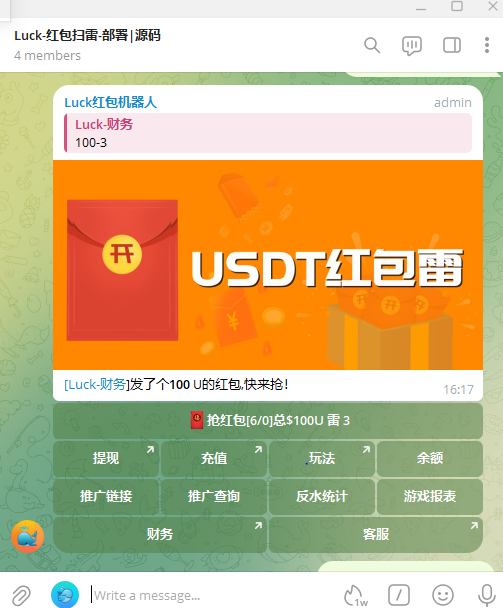 Luck-红包扫雷-部署|源码
4 members
Luck红包机器人 admin
Luck-财务
100-3
USDT红包雷
[Luck-财务]发了个100 U的红包,快来抢!
16:17
抢红包[6/0]总$100U 雷 3
提现 充值 玩法 余额
推广链接 推广查询 反水统计 游戏报表
财务 客服
Write a message...
1w